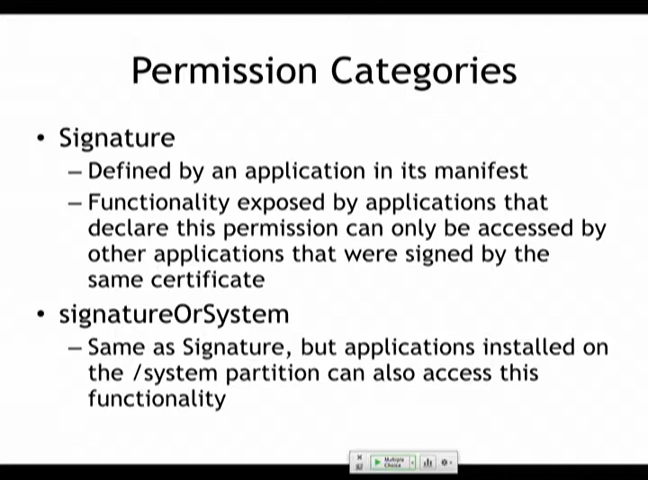 Permission Categories
• Signature
– Defined by an application in its manifest
– Functionality exposed by applications that
declare this permission can only be accessed by
other applications that were signed by the
same certificate
• signatureOrSystem
– Same as Signature, but applications installed on
the /system partition can also access this
functionality
Multiple
Choice